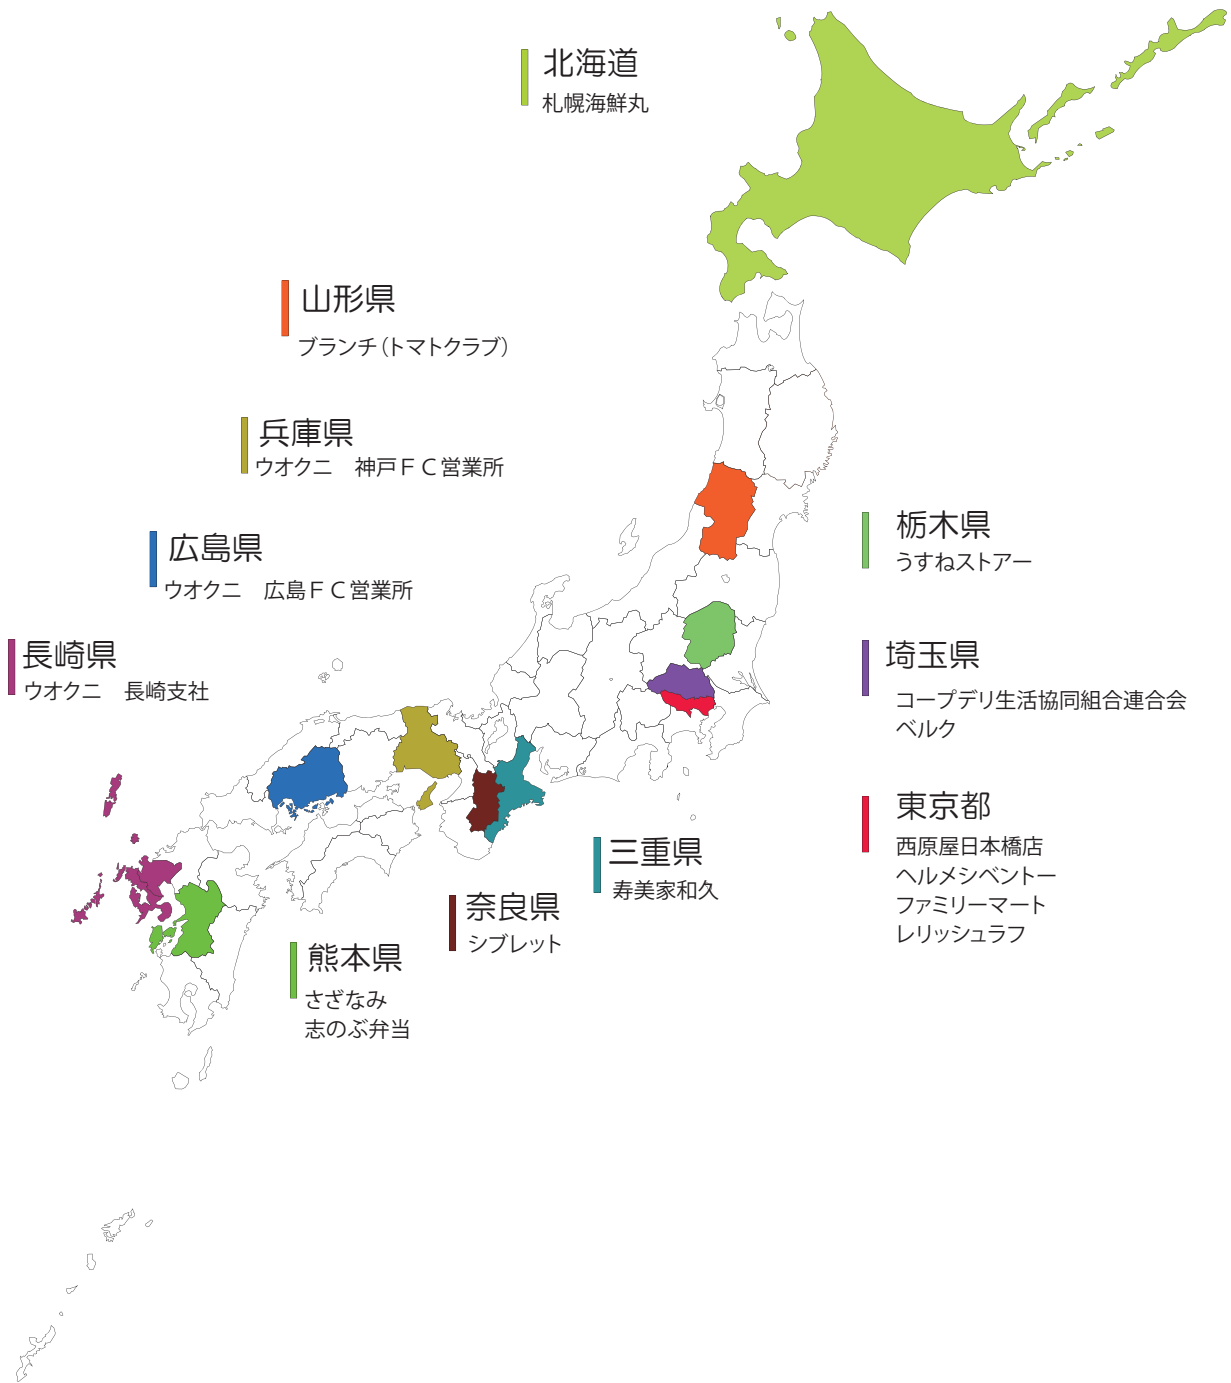 北海道
札幌海鮮丸
山形県
ブランチ（トマトクラブ）
兵庫県
ウオクニ　神戸ＦＣ営業所
広島県
ウオクニ　広島ＦＣ営業所
長崎県
ウオクニ　長崎支社
栃木県
うすねストアー
埼玉県
コープデリ生活協同組合連合会
ベルク
東京都
西原屋日本橋店
ヘルメシベントー
ファミリーマート
レリッシュラフ
三重県
寿美家和久
奈良県
シブレット
熊本県
さざなみ
志のぶ弁当